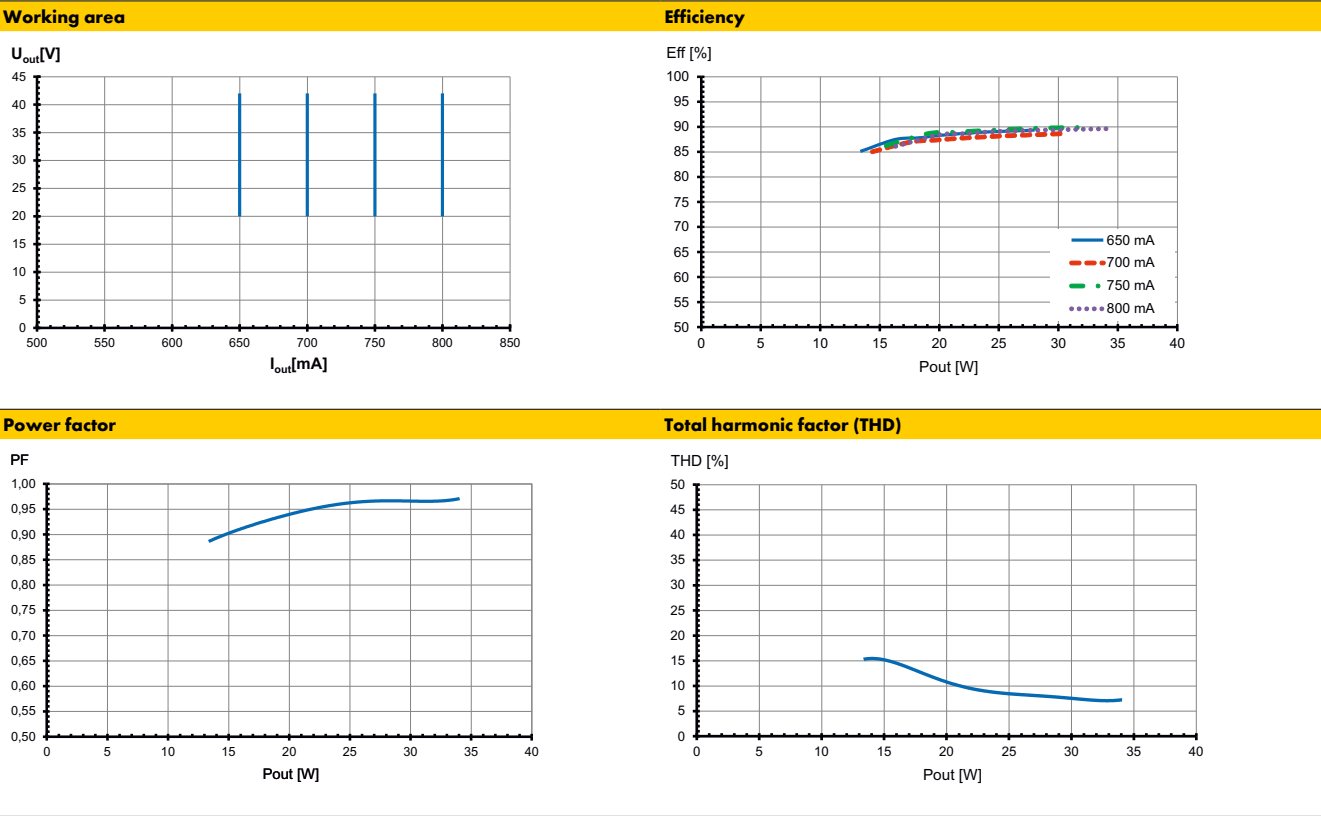 Working area
Efficiency
Uout[V]
45
40
35
30
25
20
15
10
5
0
500 550 600 650 700 750 800 850
Iout[mA]
Eff [%]
100
95
90
85
80
75
70
65
60
55
50
650 mA
700 mA
750 mA
800 mA
0 5 10 15 20 25 30 35 40
Pout [W]
Power factor
Total harmonic factor (THD)
PF
1,00
0,95
0,90
0,85
0,80
0,75
0,70
0,65
0,60
0,55
0,50
0 5 10 15 20 25 30 35 40
Pout [W]
THD [%]
50
45
40
35
30
25
20
15
10
5
0
0 5 10 15 20 25 30 35 40
Pout [W]